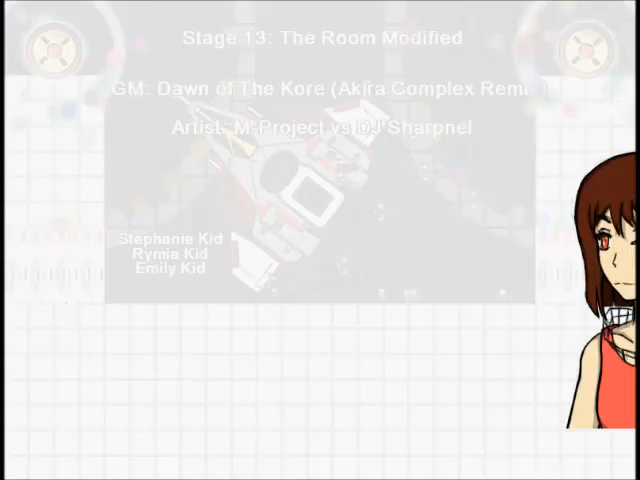 Stage 13: The Room Modified
GM: Dawn of The Kore (Akira Complex Remi
Artist: M-Project vs DJ Sharpnel
Stephanie Kid
Rymia Kid
Emily Kid